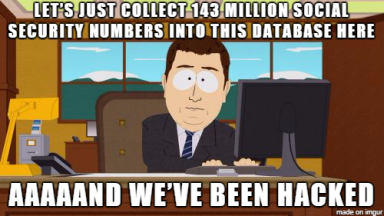 LET'S JUST COLLECT 143 MILLION SOCIAL
SECURITY NUMBERS INTO THIS DATABASE HERE
AAAAAND WE'VE BEEN HACKED
made on imgur